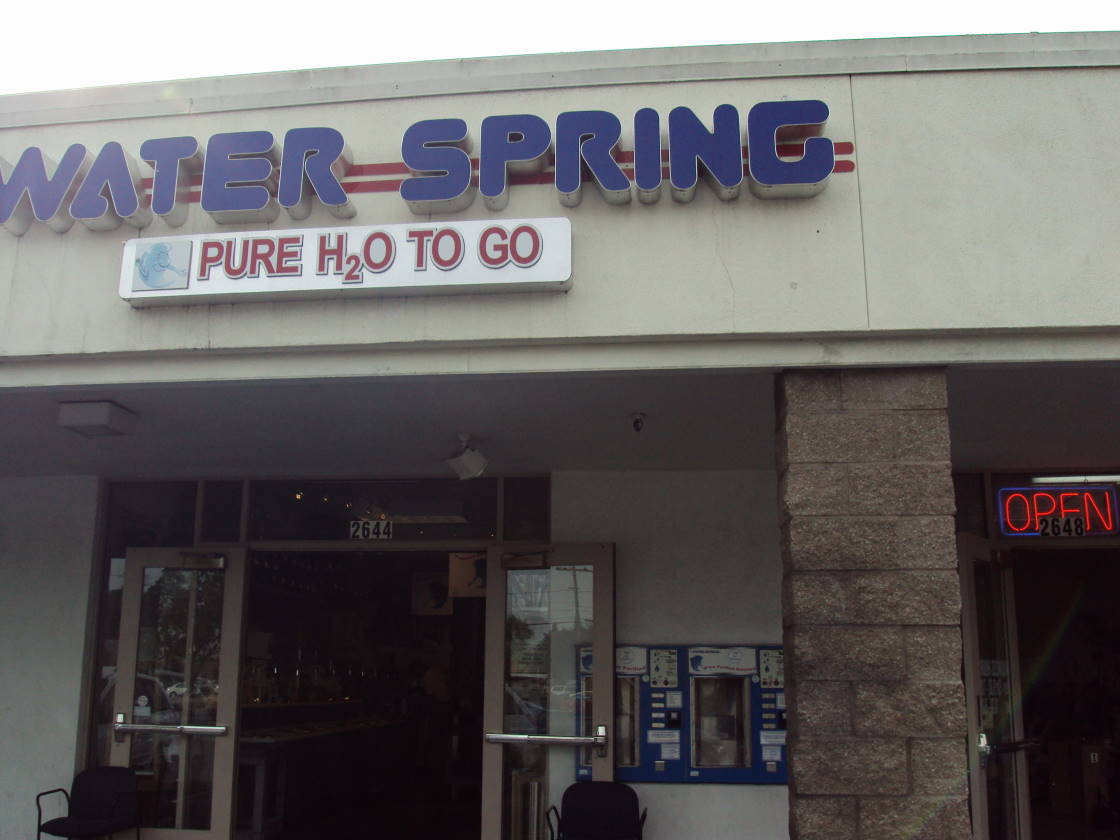 WATER SPRING
PURE H₂O TO GO
2644
OPEN
2648